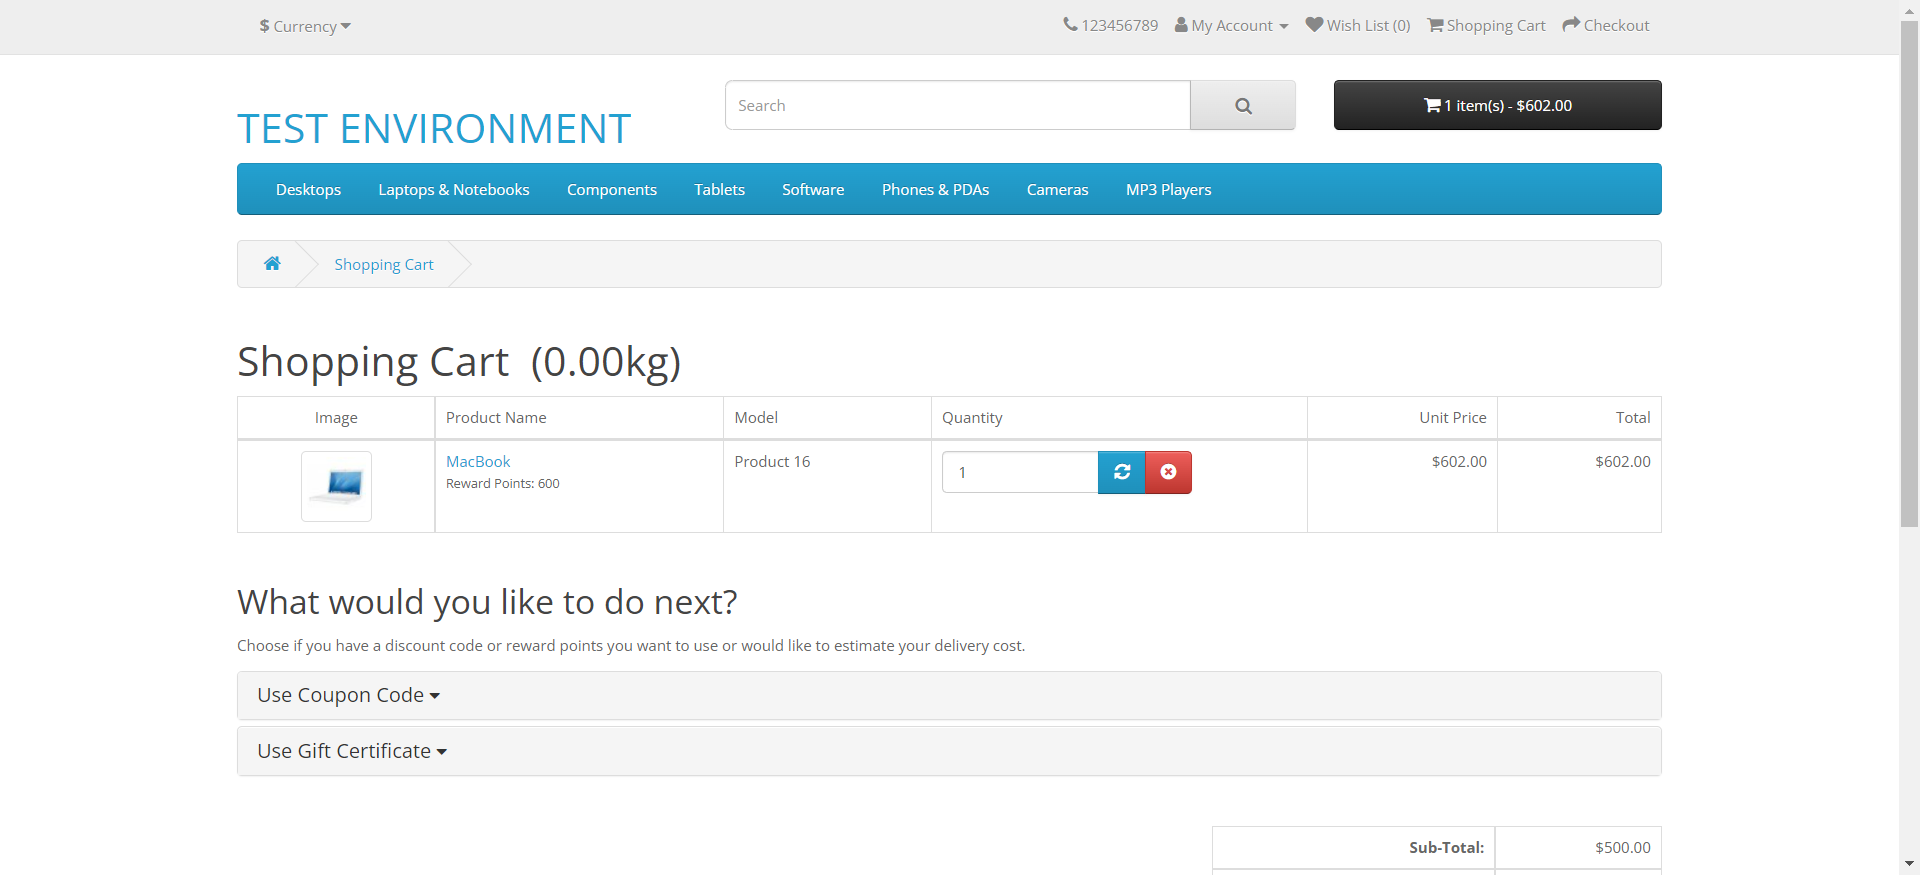 $ Currency
123456789 My Account Wish List (0) Shopping Cart Checkout
Search
1 item(s) - $602.00
TEST ENVIRONMENT
Desktops Laptops & Notebooks Components Tablets Software Phones & PDAs Cameras MP3 Players
Shopping Cart
Shopping Cart (0.00kg)
Image Product Name Model Quantity Unit Price Total
MacBook Product 16 1 $602.00 $602.00
Reward Points: 600
What would you like to do next?
Choose if you have a discount code or reward points you want to use or would like to estimate your delivery cost.
Use Coupon Code
Use Gift Certificate
Sub-Total: $500.00